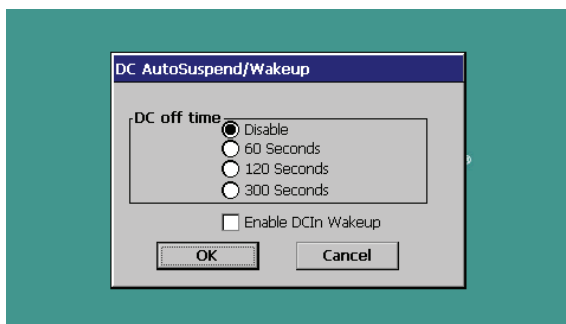 DC AutoSuspend/Wakeup
DC off time
Disable
60 Seconds
120 Seconds
300 Seconds
Enable DCIn Wakeup
OK Cancel
®